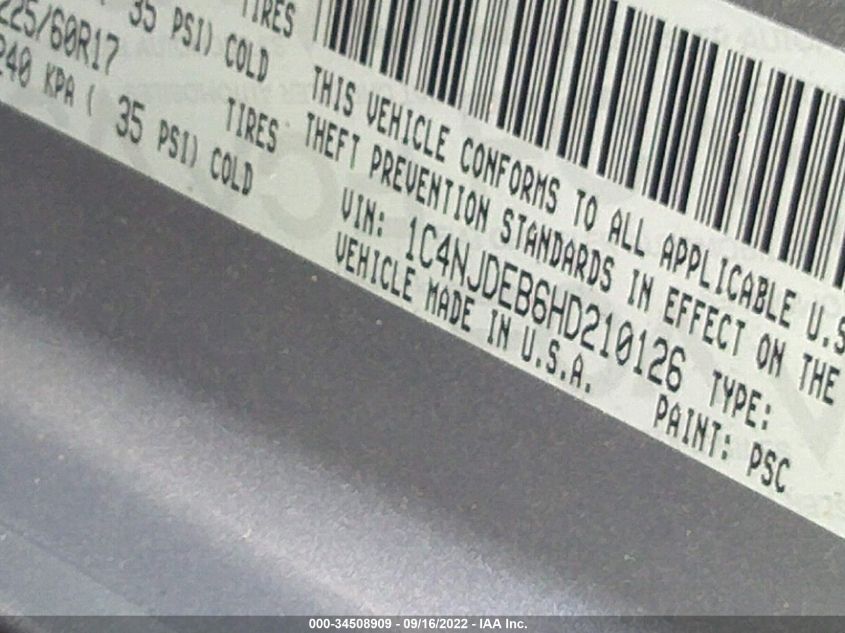 35 PSI) COLD
TIRES
225/60R17
240 KPA ( 35 PSI) COLD
TIRES
THIS VEHICLE CONFORMS TO ALL APPLICABLE U.S
THEFT PREVENTION STANDARDS IN EFFECT ON THE
VIN: 1C4NJDEB6HD210126 TYPE:
VEHICLE MADE IN U.S.A. PAINT: PSC
000-34508909 - 09/16/2022 - IAA Inc.